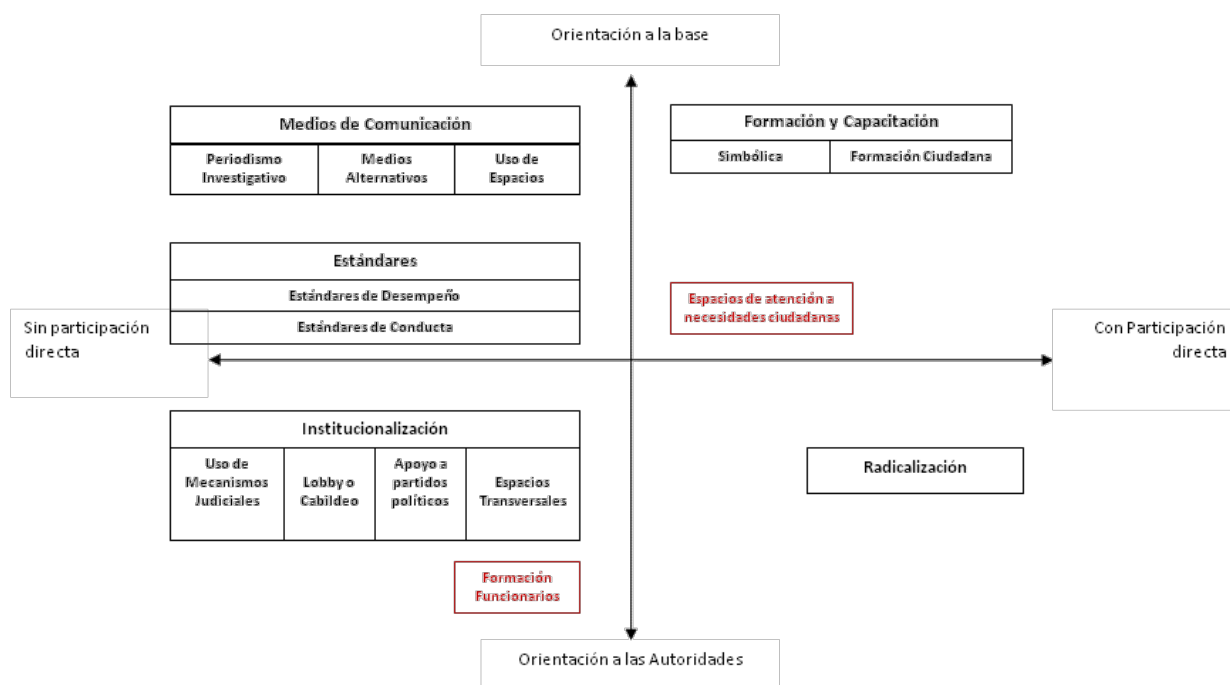 Orientación a la base
Medios de Comunicación
Periodismo
Investigativo
Medios
Alternativos
Uso de
Espacios
Formación y Capacitación
Simbólica
Formación Ciudadana
Estándares
Estándares de Desempeño
Estándares de Conducta
Espacios de atención a
necesidades ciudadanas
Sin participación
directa
Con Participación
directa
Institucionalización
Uso de
Mecanismos
Judiciales
Lobby o
Cabildeo
Apoyo a
partidos
políticos
Espacios
Transversales
Radicalización
Formación
Funcionarios
Orientación a las Autoridades